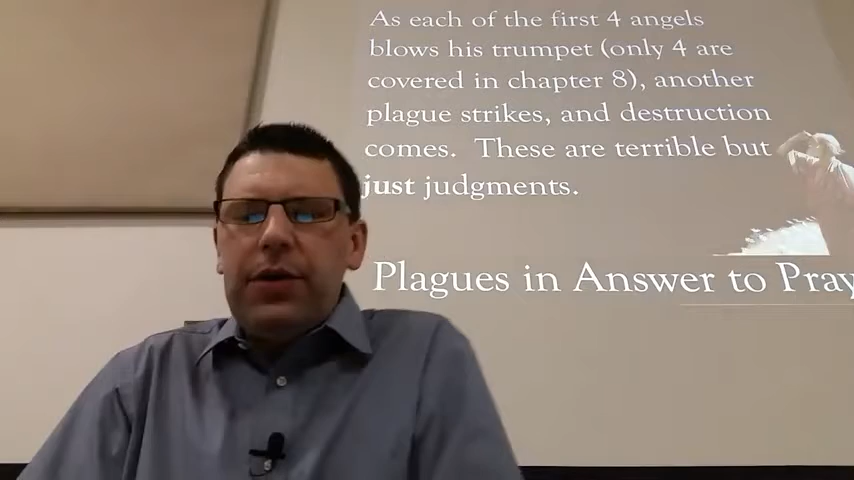 As each of the first 4 angels
blows his trumpet (only 4 are
covered in chapter 8), another
plague strikes, and destruction
comes. These are terrible but
just judgments.
Plagues in Answer to